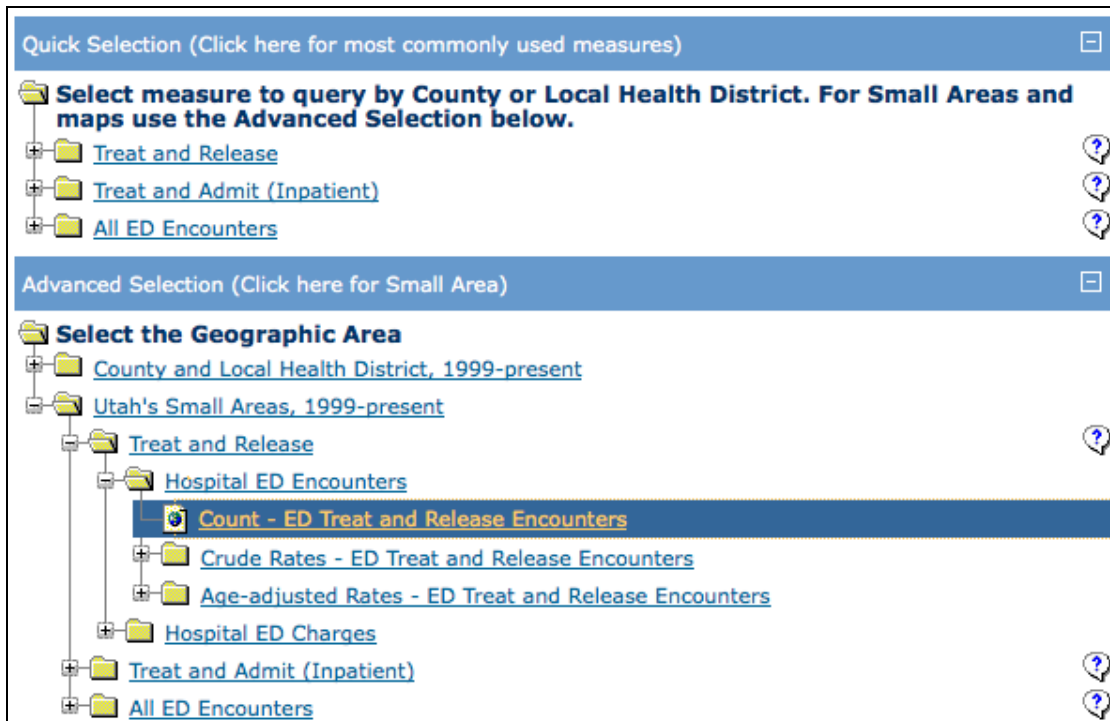 Quick Selection (Click here for most commonly used measures)
Select measure to query by County or Local Health District. For Small Areas and
maps use the Advanced Selection below.
Treat and Release
Treat and Admit (Inpatient)
All ED Encounters
Advanced Selection (Click here for Small Area)
Select the Geographic Area
County and Local Health District, 1999-present
Utah's Small Areas, 1999-present
Treat and Release
Hospital ED Encounters
Count - ED Treat and Release Encounters
Crude Rates - ED Treat and Release Encounters
Age-adjusted Rates - ED Treat and Release Encounters
Hospital ED Charges
Treat and Admit (Inpatient)
All ED Encounters